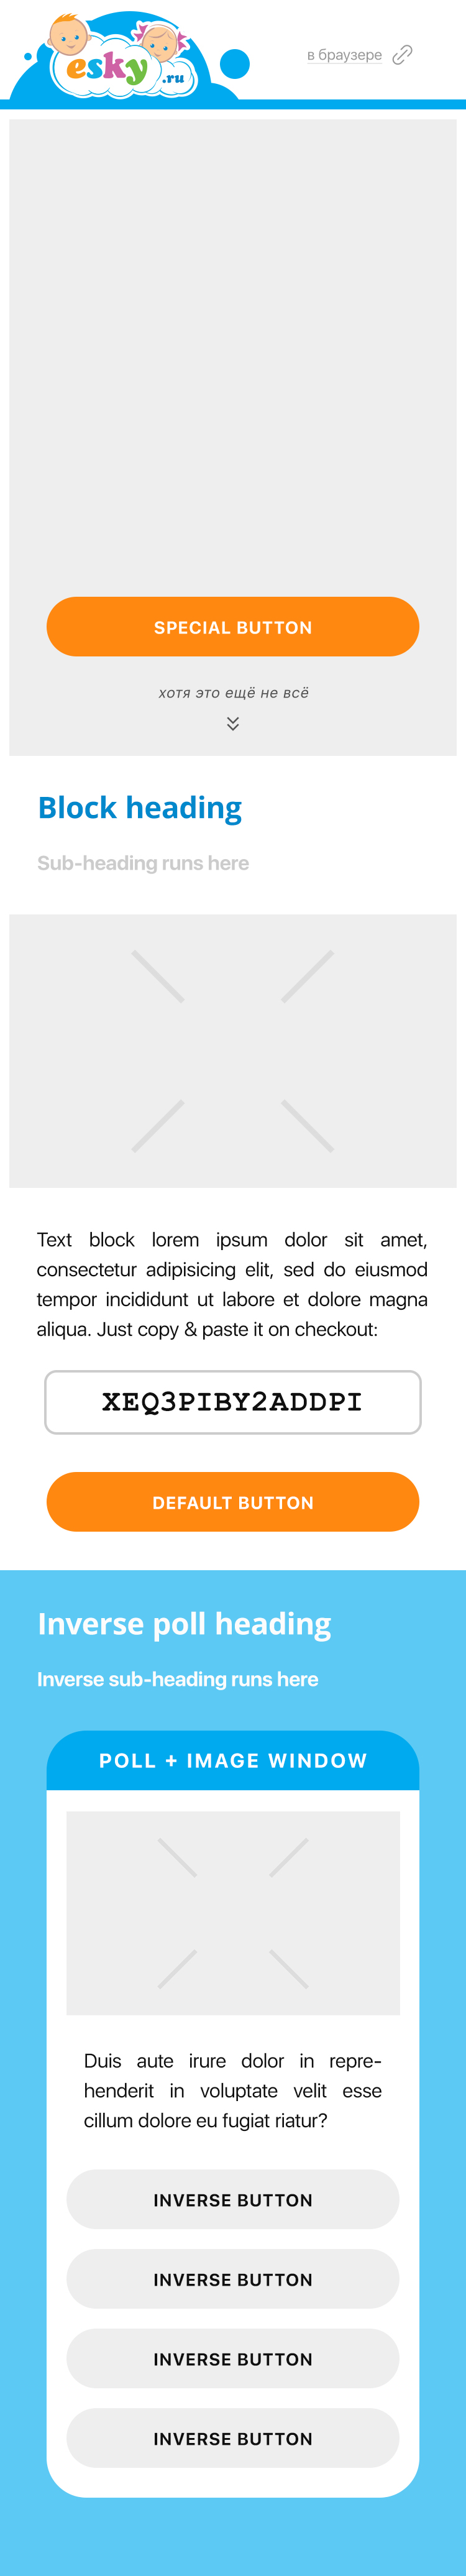 esky.ru
в браузере
SPECIAL BUTTON
хотя это ещё не всё
Block heading
Sub-heading runs here
Text block lorem ipsum dolor sit amet,
consectetur adipisicing elit, sed do eiusmod
tempor incididunt ut labore et dolore magna
aliqua. Just copy & paste it on checkout:
XEQ3PIBY2ADDPI
DEFAULT BUTTON
Inverse poll heading
Inverse sub-heading runs here
POLL + IMAGE WINDOW
Duis aute irure dolor in repre-
henderit in voluptate velit esse
cillum dolore eu fugiat riatur?
INVERSE BUTTON
INVERSE BUTTON
INVERSE BUTTON
INVERSE BUTTON